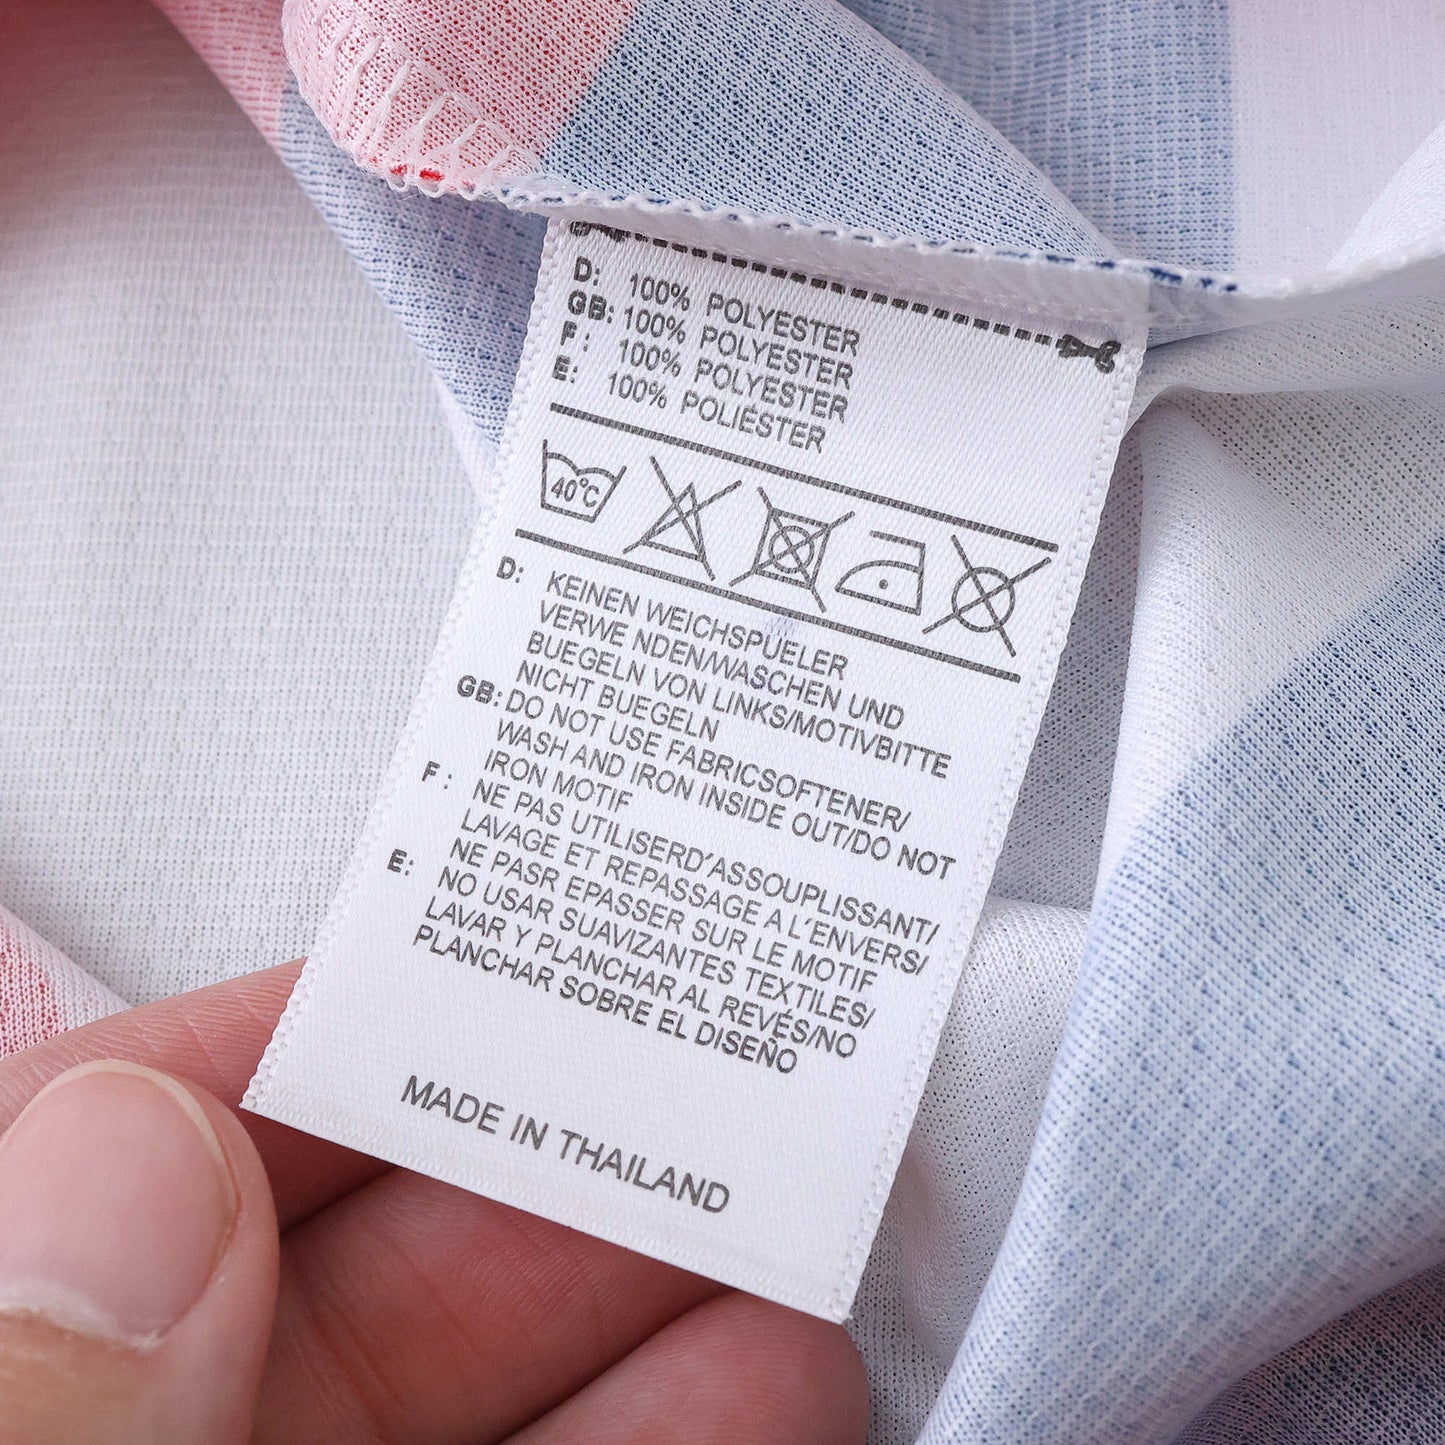 D: 100% POLYESTER
GB: 100% POLYESTER
F: 100% POLYESTER
E: 100% POLIÉSTER
40°C
D: KEINEN WEICHSPÜELER
VERWE NDEN/WASCHEN UND
BUEGELN VON LINKS/MOTIVBITTE
NICHT BUEGELN
GB: DO NOT USE FABRICSOFTENER/
WASH AND IRON INSIDE OUT/DO NOT
IRON MOTIF
F: NE PAS UTILISERD´ASSOUPLISSANT/
LAVAGE ET REPASSAGE A L´ENVERS/
NE PASR EPASSER SUR LE MOTIF
E: NO USAR SUAVIZANTES TEXTILES/
LAVAR Y PLANCHAR AL REVÉS/NO
PLANCHAR SOBRE EL DISEÑO
MADE IN THAILAND